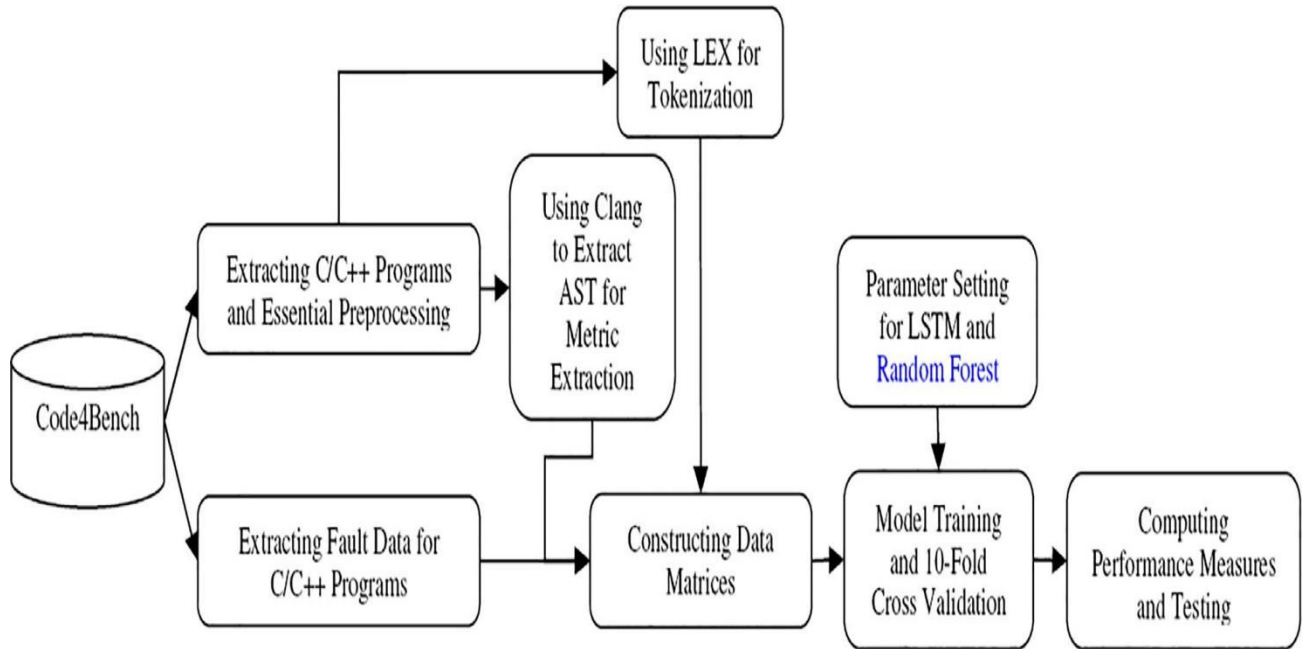 Using LEX for
Tokenization
Using Clang
to Extract
AST for
Metric
Extraction
Extracting C/C++ Programs
and Essential Preprocessing
Parameter Setting
for LSTM and
Random Forest
Code4Bench
Extracting Fault Data for
C/C++ Programs
Constructing Data
Matrices
Model Training
and 10-Fold
Cross Validation
Computing
Performance Measures
and Testing